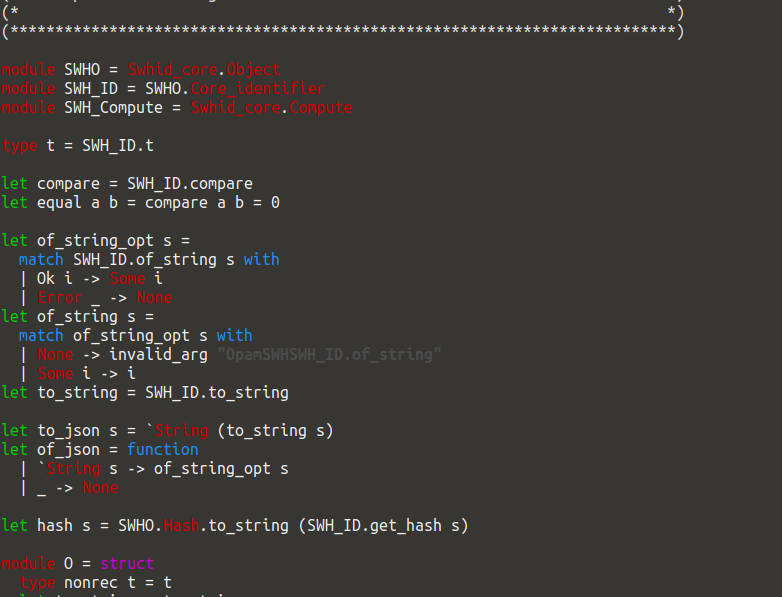 (*                                                                        *)
(**************************************************************************)

module SWHO = Swhid_core.Object
module SWH_ID = SWHO.Core_identifier
module SWH_Compute = Swhid_core.Compute

type t = SWH_ID.t

let compare = SWH_ID.compare
let equal a b = compare a b = 0

let of_string_opt s =
  match SWH_ID.of_string s with
  | Ok i -> Some i
  | Error _ -> None
let of_string s =
  match of_string_opt s with
  | None -> invalid_arg "OpamSWHSWH_ID.of_string"
  | Some i -> i
let to_string = SWH_ID.to_string

let to_json s = `String (to_string s)
let of_json = function
  | `String s -> of_string_opt s
  | _ -> None

let hash s = SWHO.Hash.to_string (SWH_ID.get_hash s)

module O = struct
  type nonrec t = t